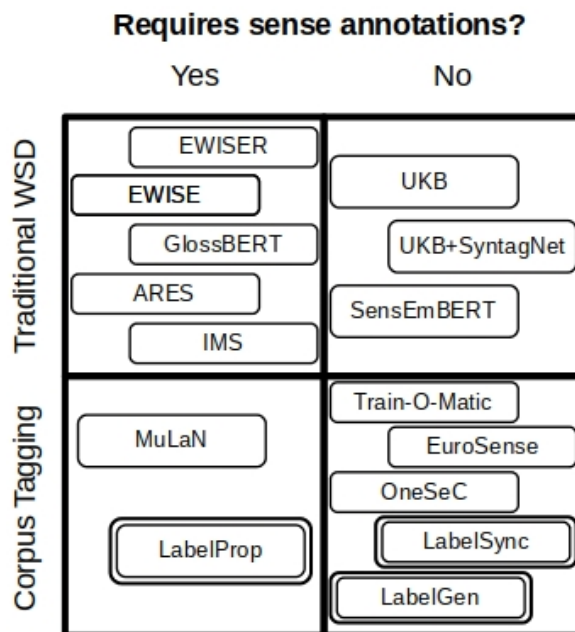 Requires sense annotations?
Yes
No
Traditional WSD
EWISER
EWISE
GlossBERT
ARES
IMS
UKB
UKB+SyntagNet
SensEmBERT
Corpus Tagging
MuLaN
LabelProp
Train-O-Matic
EuroSense
OneSeC
LabelSync
LabelGen